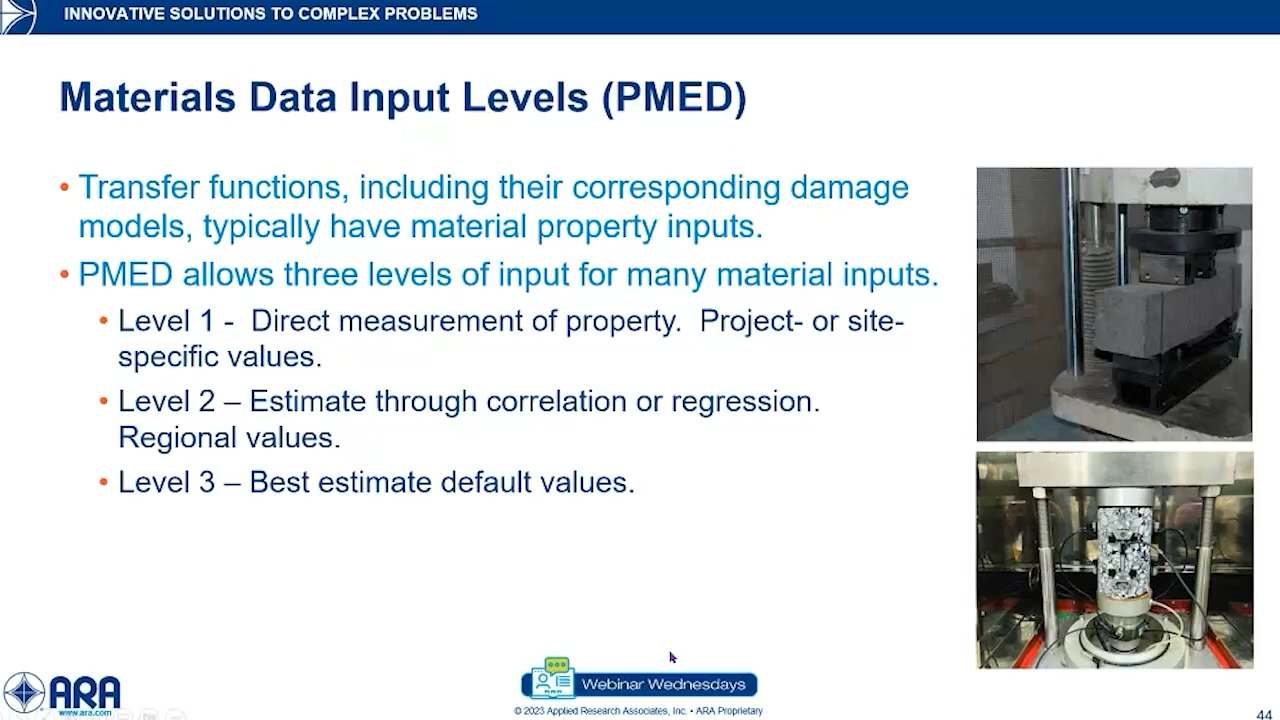 INNOVATIVE SOLUTIONS TO COMPLEX PROBLEMS
Materials Data Input Levels (PMED)
• Transfer functions, including their corresponding damage
models, typically have material property inputs.
• PMED allows three levels of input for many material inputs.
• Level 1 -  Direct measurement of property.  Project- or site-
specific values.
• Level 2 – Estimate through correlation or regression.
Regional values.
• Level 3 – Best estimate default values.
ARA
www.ara.com
Webinar Wednesdays
© 2023 Applied Research Associates, Inc. • ARA Proprietary
44